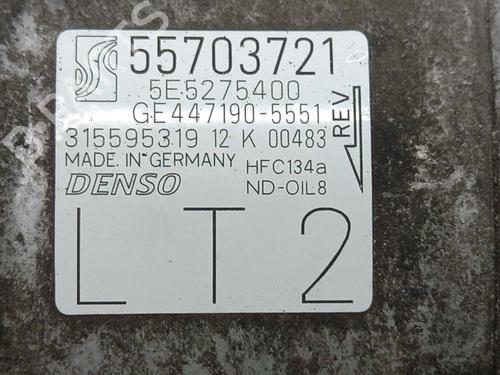 55703721
5E5275400
GE447190-5551
315595319 12 K 00483
MADE IN GERMANY
HFC134a
DENSO
ND-OIL8
REV
LT2